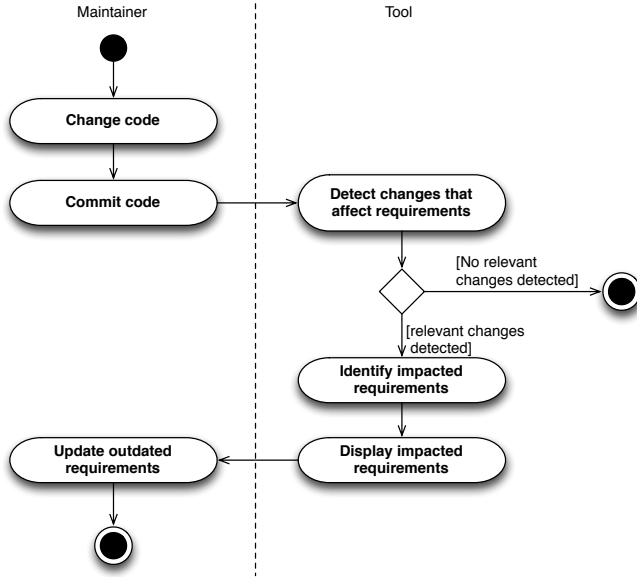 Maintainer
Tool
Change code
Commit code
Detect changes that
affect requirements
[No relevant
changes detected]
[relevant changes
detected]
Identify impacted
requirements
Update outdated
requirements
Display impacted
requirements